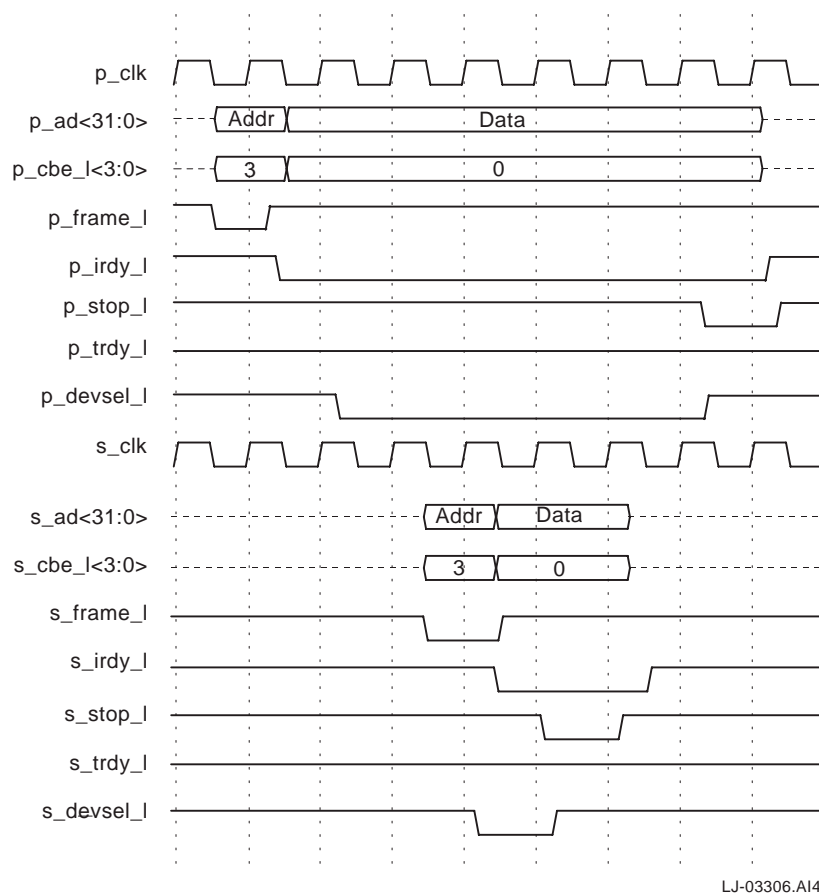 p_clk
p_ad<31:0> Addr Data
p_cbe_l<3:0> 3 0
p_frame_l
p_irdy_l
p_stop_l
p_trdy_l
p_devsel_l
s_clk
s_ad<31:0> Addr Data
s_cbe_l<3:0> 3 0
s_frame_l
s_irdy_l
s_stop_l
s_trdy_l
s_devsel_l
LJ-03306.AI4